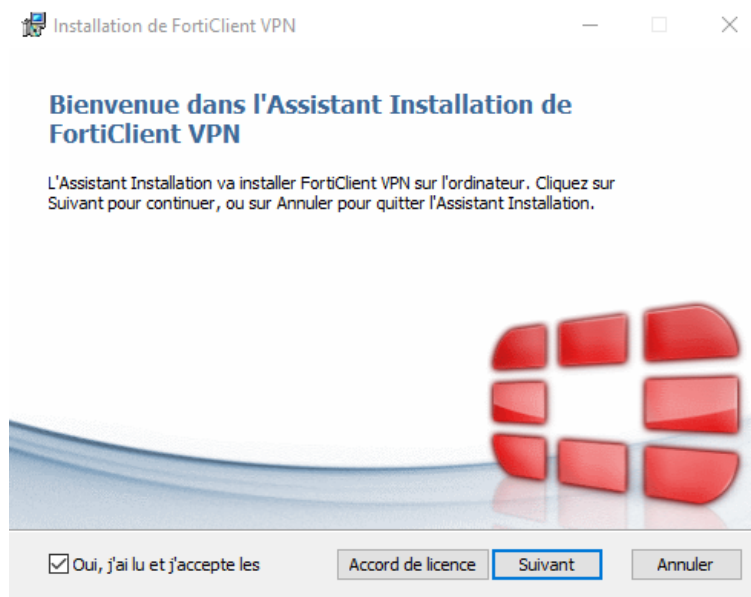 Installation de FortiClient VPN
Bienvenue dans l'Assistant Installation de
FortiClient VPN
L'Assistant Installation va installer FortiClient VPN sur l'ordinateur. Cliquez sur
Suivant pour continuer, ou sur Annuler pour quitter l'Assistant Installation.
Oui, j'ai lu et j'accepte les
Accord de licence
Suivant
Annuler